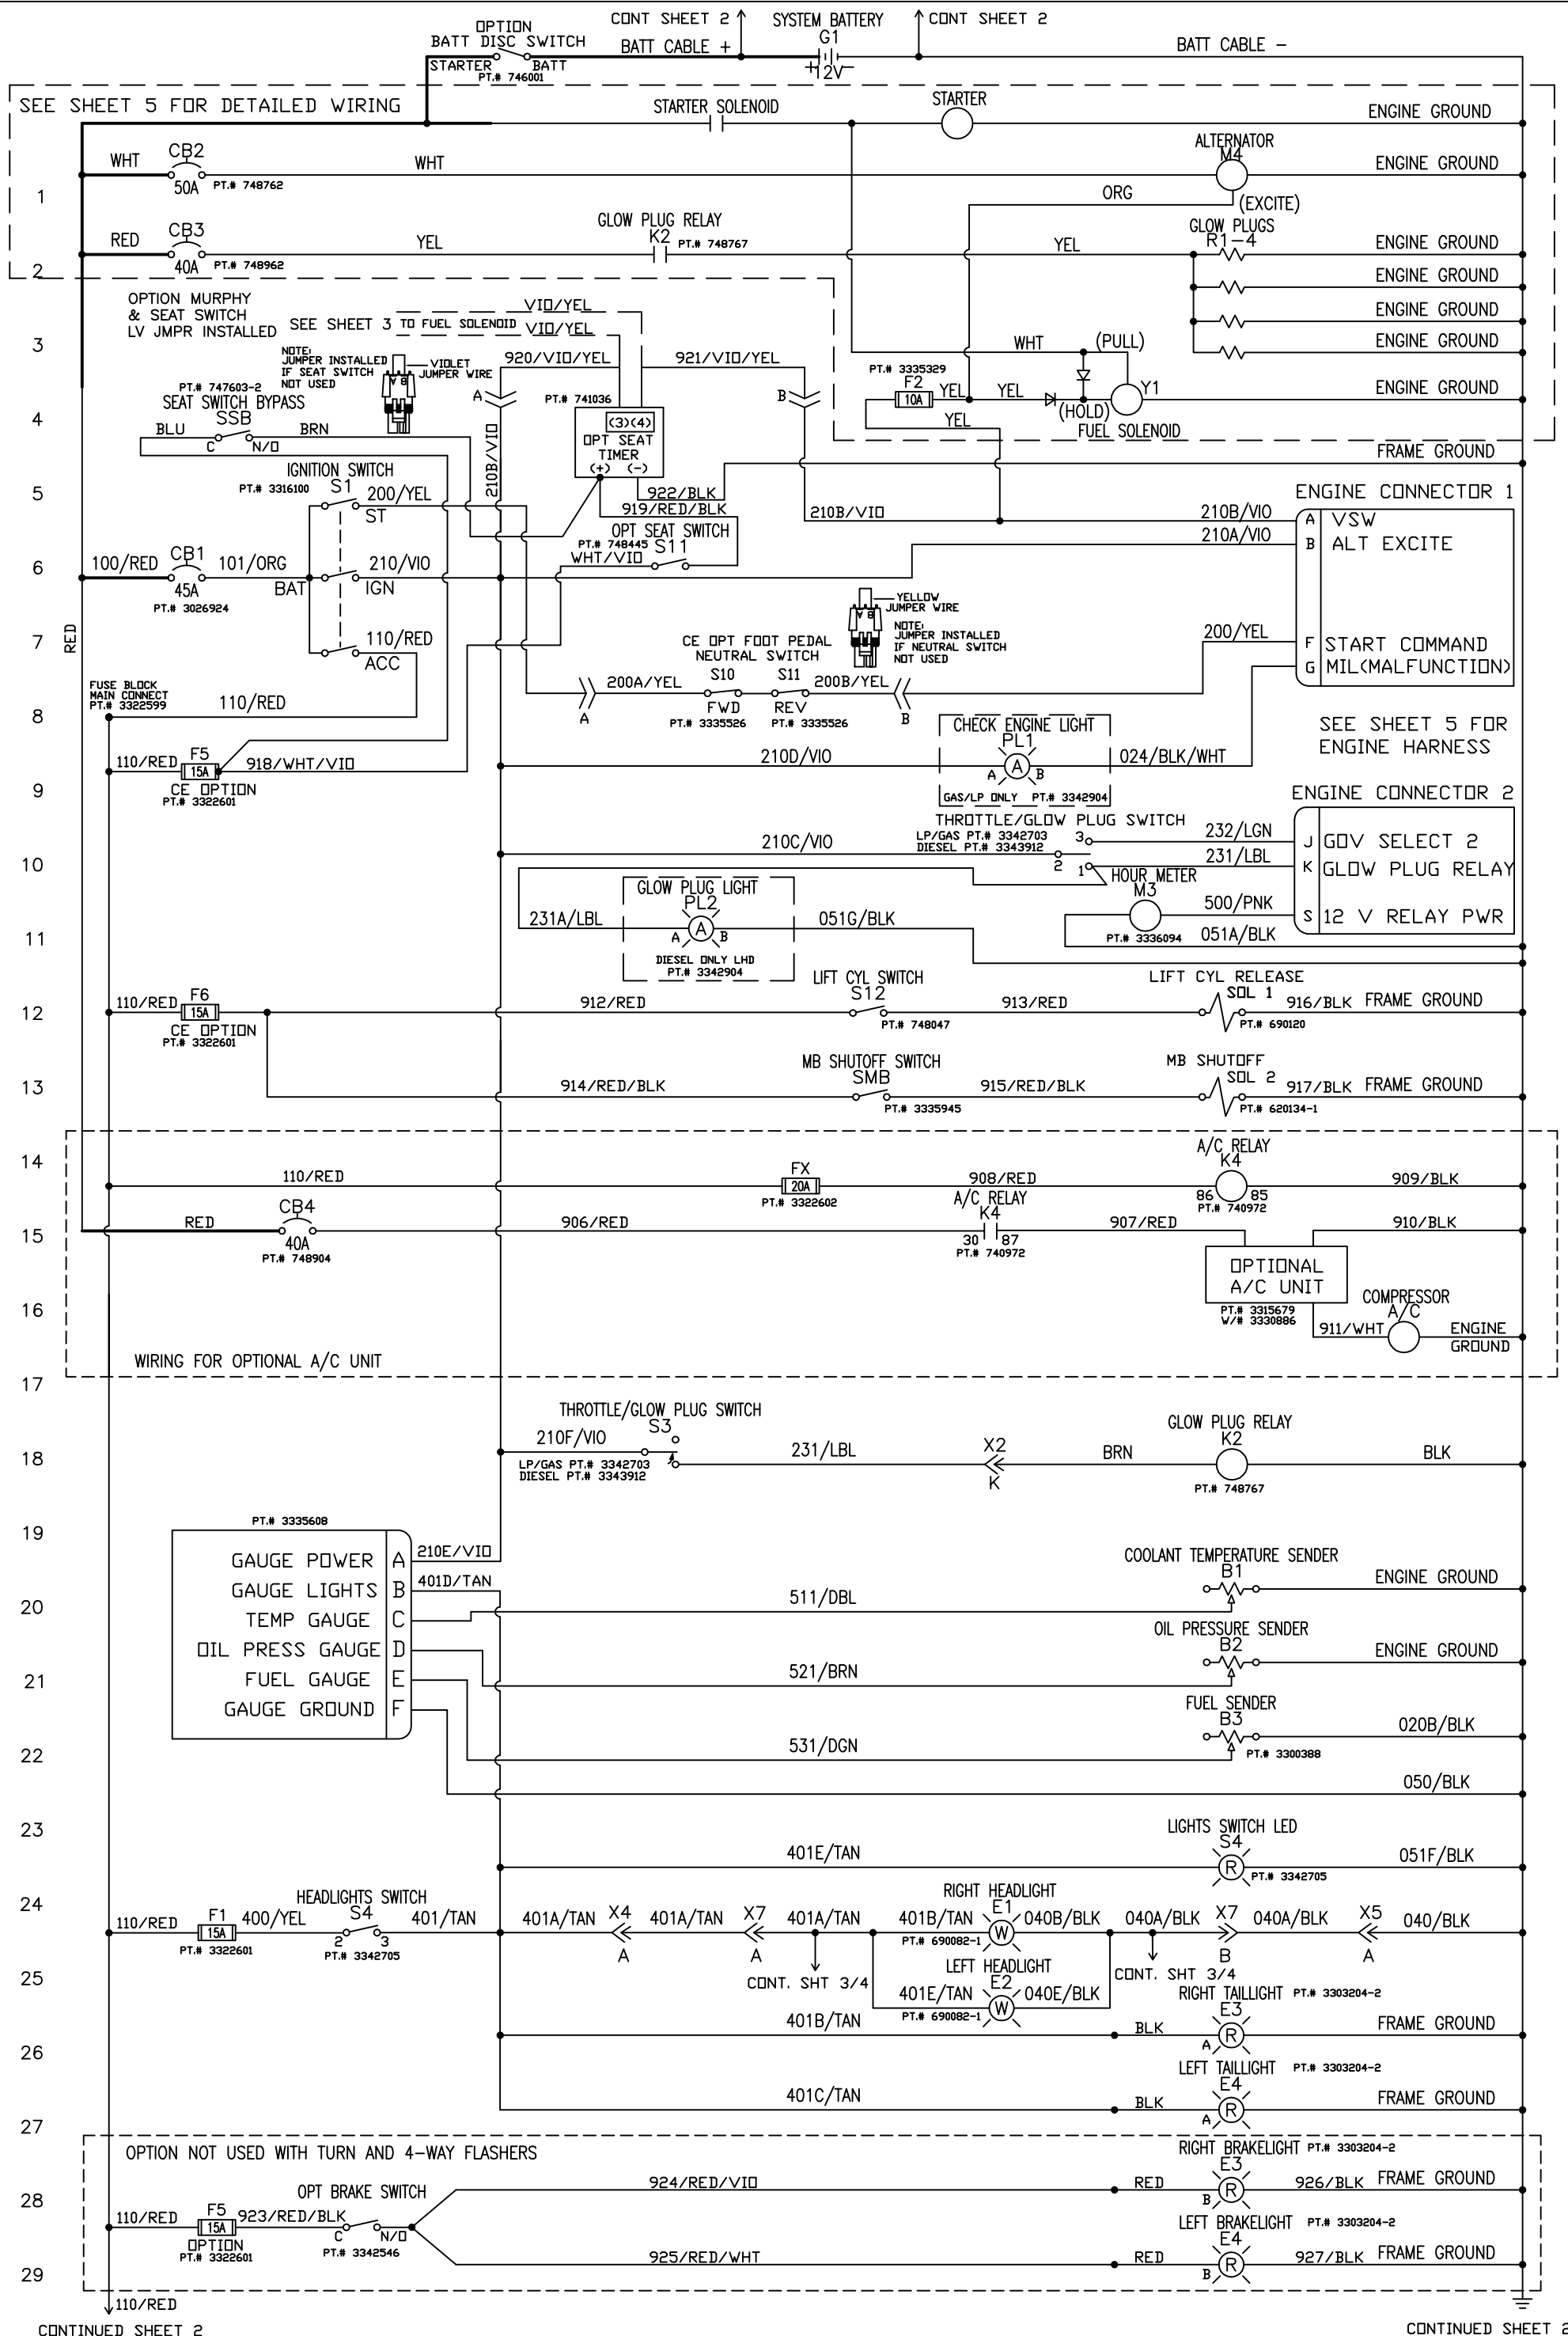 CONT SHEET 2
SYSTEM BATTERY
CONT SHEET 2
OPTION
BATT DISC SWITCH
BATT CABLE +
G1
BATT CABLE -
STARTER
BATT
+12V-
PT.# 746001
SEE SHEET 5 FOR DETAILED WIRING
STARTER SOLENOID
STARTER
ENGINE GROUND
WHT
CB2
50A
PT.# 748762
WHT
ALTERNATOR
M4
ENGINE GROUND
1
ORG
(EXCITE)
RED
CB3
40A
PT.# 748962
YEL
GLOW PLUG RELAY
K2
PT.# 748767
YEL
GLOW PLUGS
R1-4
ENGINE GROUND
2
ENGINE GROUND
ENGINE GROUND
ENGINE GROUND
OPTION MURPHY
& SEAT SWITCH
LV JMPR INSTALLED
SEE SHEET 3
TO FUEL SOLENOID
VIO/YEL
VIO/YEL
3
NOTE:
JUMPER INSTALLED
IF SEAT SWITCH
NOT USED
VIOLET
JUMPER WIRE
B A
920/VIO/YEL
921/VIO/YEL
WHT
(PULL)
PT.# 3335329
F2
10A
YEL
YEL
(HOLD)
Y1
ENGINE GROUND
FUEL SOLENOID
YEL
PT.# 747603-2
SEAT SWITCH BYPASS
SSB
A
PT.# 741036
B
4
BLU
C
N/O
BRN
210B/VIO
(3)(4)
OPT SEAT
TIMER
(+) (-)
FRAME GROUND
IGNITION SWITCH
PT.# 3316100
S1
200/YEL
ST
5
922/BLK
919/RED/BLK
210B/VIO
ENGINE CONNECTOR 1
210B/VIO
A
VSW
210A/VIO
B
ALT EXCITE
OPT SEAT SWITCH
PT.# 748445
S11
WHT/VIO
6
100/RED
CB1
45A
PT.# 3026924
101/ORG
BAT
210/VIO
IGN
YELLOW
JUMPER WIRE
B A
NOTE:
JUMPER INSTALLED
IF NEUTRAL SWITCH
NOT USED
7
RED
110/RED
ACC
CE OPT FOOT PEDAL
NEUTRAL SWITCH
200/YEL
F
START COMMAND
G
MIL(MALFUNCTION)
FUSE BLOCK
MAIN CONNECT
PT.# 3322599
110/RED
200A/YEL
S10
FWD
PT.# 3335526
S11
REV
PT.# 3335526
200B/YEL
A
B
8
CHECK ENGINE LIGHT
PL1
SEE SHEET 5 FOR
ENGINE HARNESS
110/RED
F5
15A
CE OPTION
PT.# 3322601
918/WHT/VIO
210D/VIO
A
A
B
024/BLK/WHT
GAS/LP ONLY
PT.# 3342904
9
ENGINE CONNECTOR 2
THROTTLE/GLOW PLUG SWITCH
LP/GAS PT.# 3342703
DIESEL PT.# 3343912
3
232/LGN
J
GOV SELECT 2
210C/VIO
2
1
231/LBL
K
GLOW PLUG RELAY
10
HOUR METER
M3
PT.# 3336094
500/PNK
S
12 V RELAY PWR
051A/BLK
GLOW PLUG LIGHT
PL2
231A/LBL
A
A
B
051G/BLK
DIESEL ONLY LHD
PT.# 3342904
11
110/RED
F6
15A
CE OPTION
PT.# 3322601
912/RED
LIFT CYL SWITCH
S12
PT.# 748047
913/RED
LIFT CYL RELEASE
SOL 1
PT.# 690120
916/BLK
FRAME GROUND
12
914/RED/BLK
MB SHUTOFF SWITCH
SMB
PT.# 3335945
915/RED/BLK
MB SHUTOFF
SOL 2
PT.# 620134-1
917/BLK
FRAME GROUND
13
14
110/RED
FX
20A
PT.# 3322602
908/RED
A/C RELAY
K4
86
85
PT.# 740972
909/BLK
15
RED
CB4
40A
PT.# 748904
906/RED
A/C RELAY
K4
30
87
PT.# 740972
907/RED
910/BLK
OPTIONAL
A/C UNIT
PT.# 3315679
W/# 3330886
16
COMPRESSOR
A/C
911/WHT
ENGINE
GROUND
WIRING FOR OPTIONAL A/C UNIT
17
THROTTLE/GLOW PLUG SWITCH
S3
210F/VIO
LP/GAS PT.# 3342703
DIESEL PT.# 3343912
231/LBL
X2
K
BRN
GLOW PLUG RELAY
K2
PT.# 748767
BLK
18
19
PT.# 3335608
GAUGE POWER
A
210E/VIO
GAUGE LIGHTS
B
401D/TAN
TEMP GAUGE
C
OIL PRESS GAUGE
D
FUEL GAUGE
E
GAUGE GROUND
F
COOLANT TEMPERATURE SENDER
B1
ENGINE GROUND
20
511/DBL
OIL PRESSURE SENDER
B2
ENGINE GROUND
21
521/BRN
FUEL SENDER
B3
PT.# 3300388
020B/BLK
22
531/DGN
050/BLK
23
401E/TAN
LIGHTS SWITCH LED
S4
R
PT.# 3342705
051F/BLK
24
110/RED
F1
15A
PT.# 3322601
400/YEL
HEADLIGHTS SWITCH
S4
2
3
PT.# 3342705
401/TAN
401A/TAN
X4
A
401A/TAN
X7
A
401A/TAN
CONT. SHT 3/4
401B/TAN
RIGHT HEADLIGHT
E1
W
PT.# 690082-1
040B/BLK
040A/BLK
X7
B
040A/BLK
X5
A
040/BLK
CONT. SHT 3/4
25
LEFT HEADLIGHT
E2
401E/TAN
W
040E/BLK
PT.# 690082-1
401B/TAN
BLK
RIGHT TAILLIGHT
PT.# 3303204-2
E3
R
A
FRAME GROUND
26
401C/TAN
BLK
LEFT TAILLIGHT
PT.# 3303204-2
E4
R
A
FRAME GROUND
27
OPTION NOT USED WITH TURN AND 4-WAY FLASHERS
924/RED/VIO
RED
RIGHT BRAKELIGHT
PT.# 3303204-2
E3
R
B
926/BLK
FRAME GROUND
28
110/RED
F5
15A
OPTION
PT.# 3322601
923/RED/BLK
OPT BRAKE SWITCH
C
N/O
PT.# 3342546
925/RED/WHT
RED
LEFT BRAKELIGHT
PT.# 3303204-2
E4
R
B
927/BLK
FRAME GROUND
29
110/RED
CONTINUED SHEET 2
CONTINUED SHEET 2